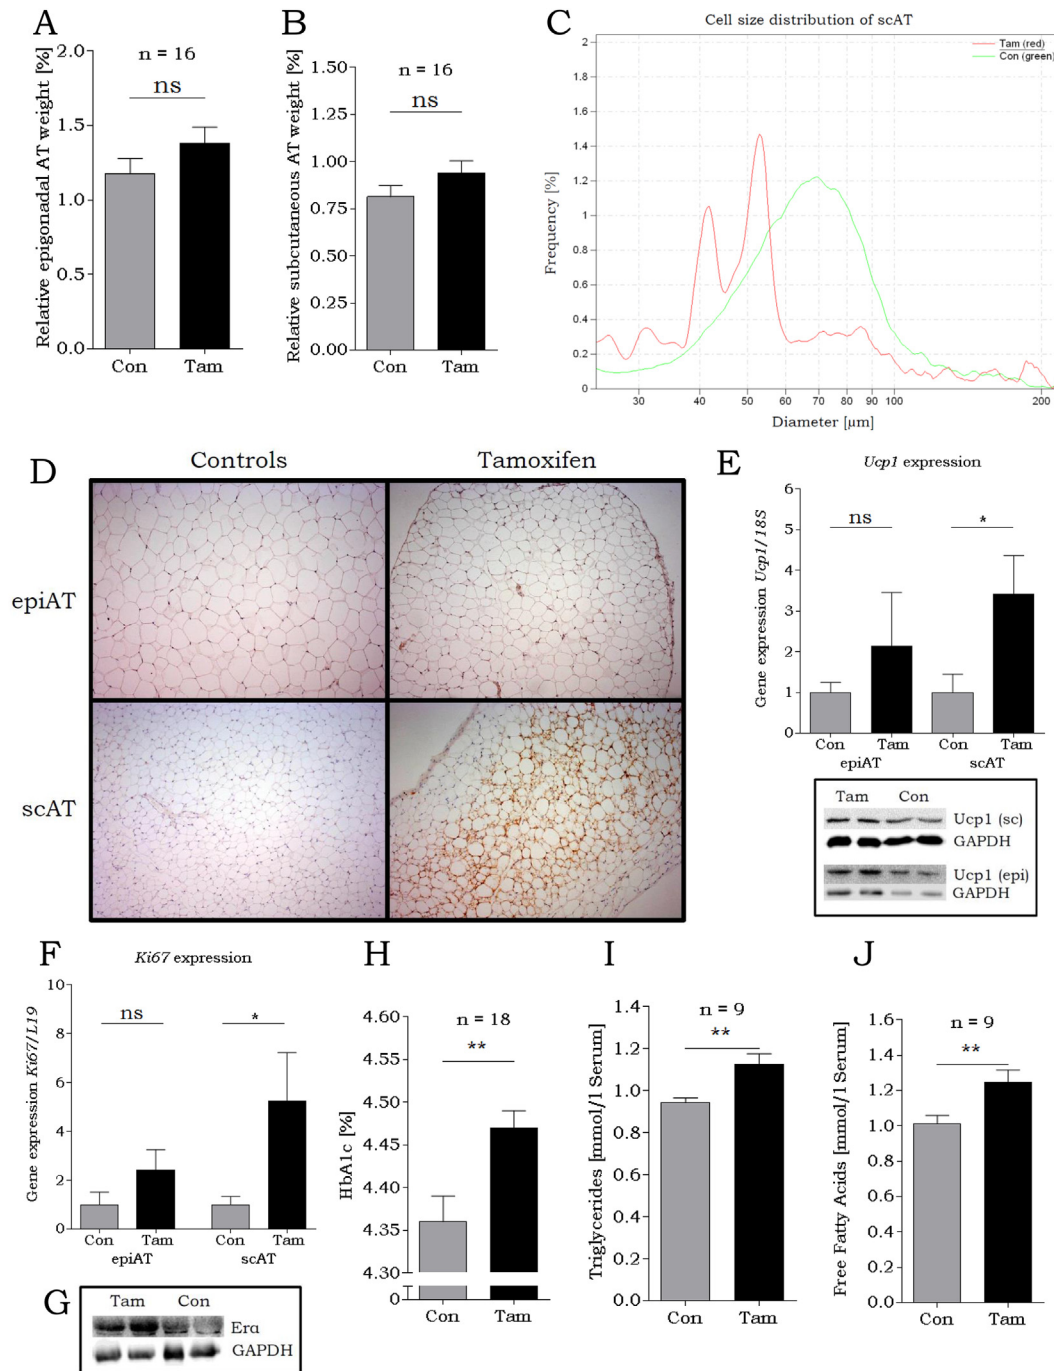 A
Relative epigonadal AT weight [%]
2.0
1.5
1.0
0.5
0.0
n = 16
ns
Con Tam
B
Relative subcutaneous AT weight [%]
1.50
1.25
1.00
0.75
0.50
0.25
0.00
n = 16
ns
Con Tam
C
Cell size distribution of scAT
Tam (red)
Con (green)
Frequency [%]
2
1.8
1.6
1.4
1.2
1
0.8
0.6
0.4
0.2
0
30 40 50 60 70 80 90 100 200
Diameter [µm]
D
Controls Tamoxifen
epiAT
scAT
E
Ucp1 expression
Gene expression Ucp1/18S
6
5
4
3
2
1
0
ns
*
Con Tam Con Tam
epiAT scAT
Tam Con
Ucp1 (sc)
GAPDH
Ucp1 (epi)
GAPDH
F
Ki67 expression
Gene expression Ki67/L19
10
8
6
4
2
0
ns
*
Con Tam Con Tam
epiAT scAT
G
Tam Con
Erα
GAPDH
H
HbA1c [%]
4.60
4.55
4.50
4.45
4.40
4.35
4.30
0
n = 18
**
Con Tam
I
Triglycerides [mmol/l Serum]
1.4
1.2
1.0
0.8
0.6
0.4
0.2
0.0
n = 9
**
Con Tam
J
Free Fatty Acids [mmol/l Serum]
1.6
1.4
1.2
1.0
0.8
0.6
0.4
0.2
0.0
n = 9
**
Con Tam